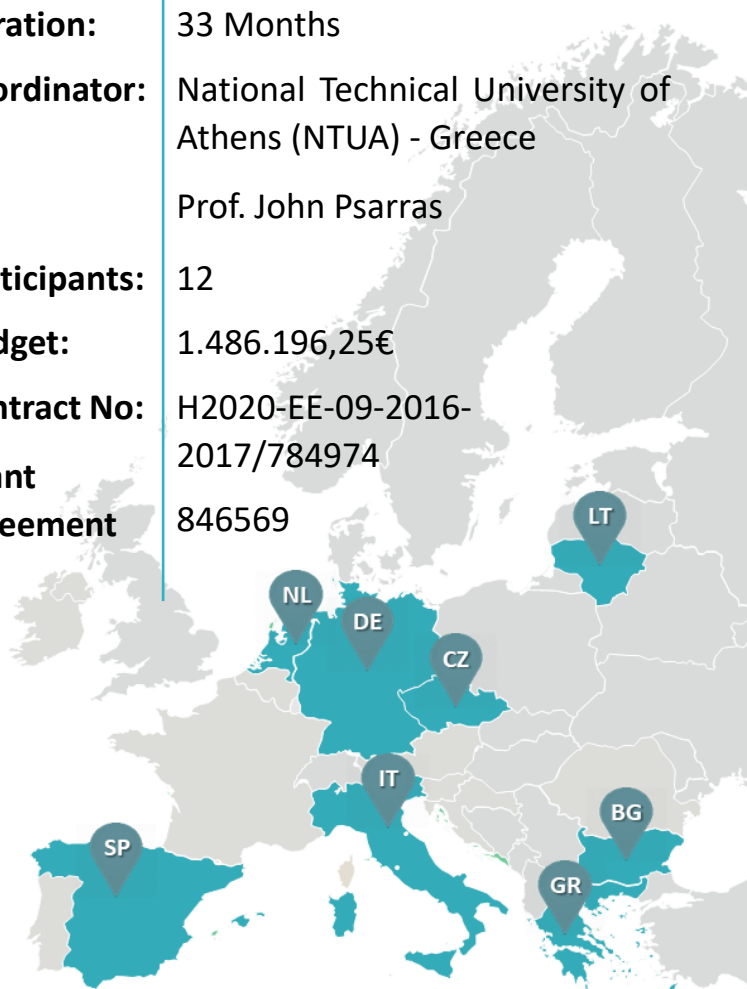 ration: 33 Months
ordinator: National Technical University of
Athens (NTUA) - Greece
Prof. John Psarras
ticipants: 12
dget: 1.486.196,25€
ntract No: H2020-EE-09-2016-
2017/784974
nt
eement 846569
LT
NL
DE
CZ
IT
BG
SP
GR